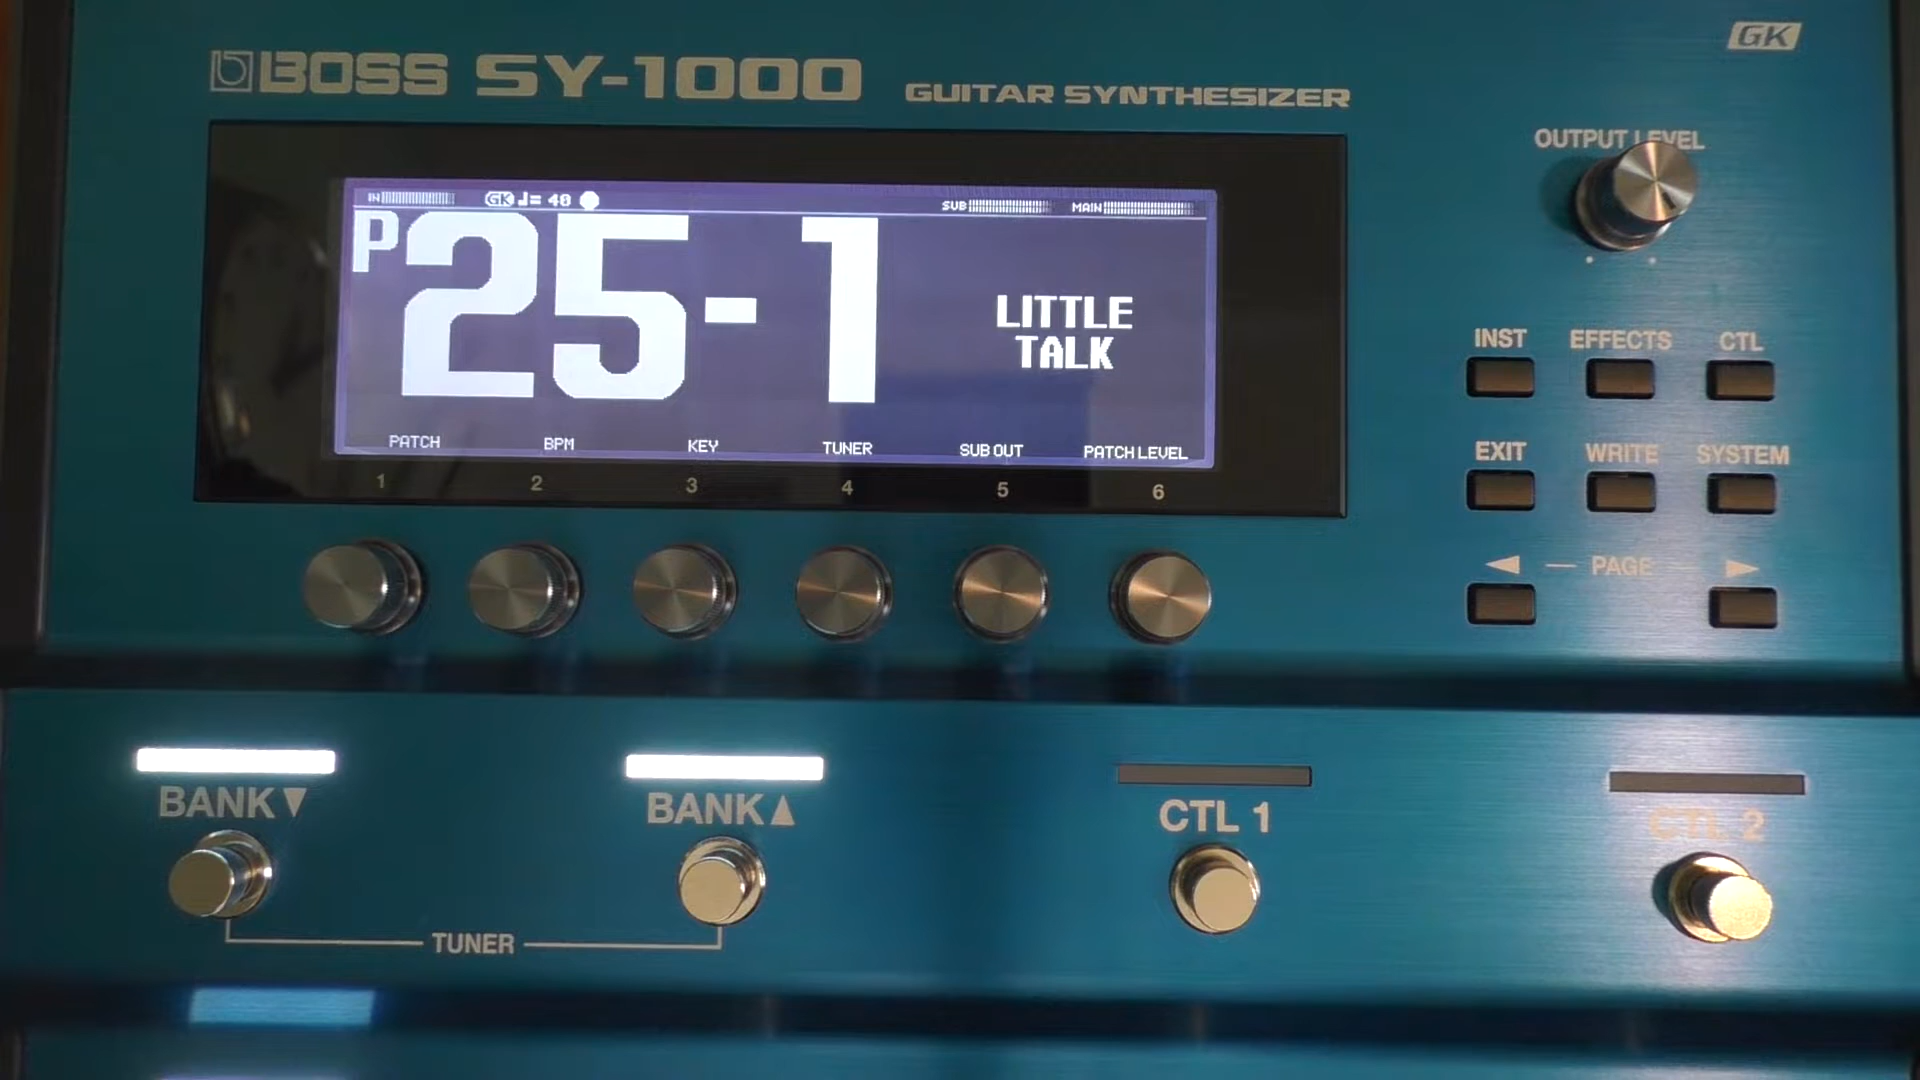 GK
BOSS SY-1000 GUITAR SYNTHESIZER
OUTPUT LEVEL
IN GK ♩= 40 SUB MAIN
P25-1
LITTLE
TALK
PATCH BPM KEY TUNER SUB OUT PATCH LEVEL
1 2 3 4 5 6
INST EFFECTS CTL
EXIT WRITE SYSTEM
◀ — PAGE — ▶
BANK▼ BANK▲ CTL 1 CTL 2
TUNER